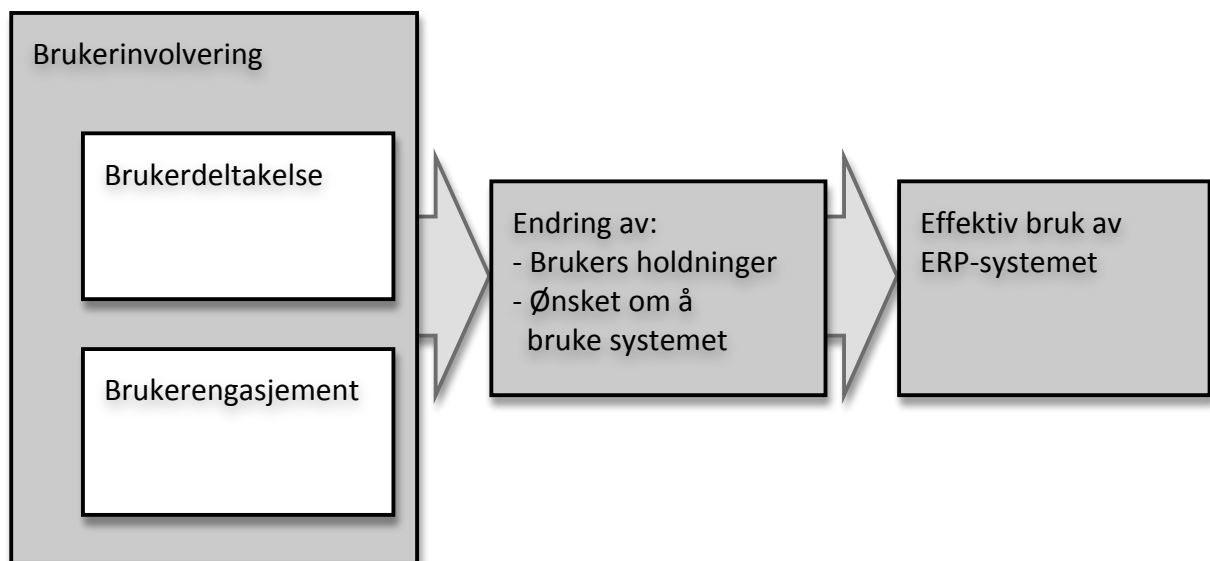 Brukerinvolvering
Brukerdeltakelse
Brukerengasjement
Endring av:
- Brukers holdninger
- Ønsket om å
bruke systemet
Effektiv bruk av
ERP-systemet